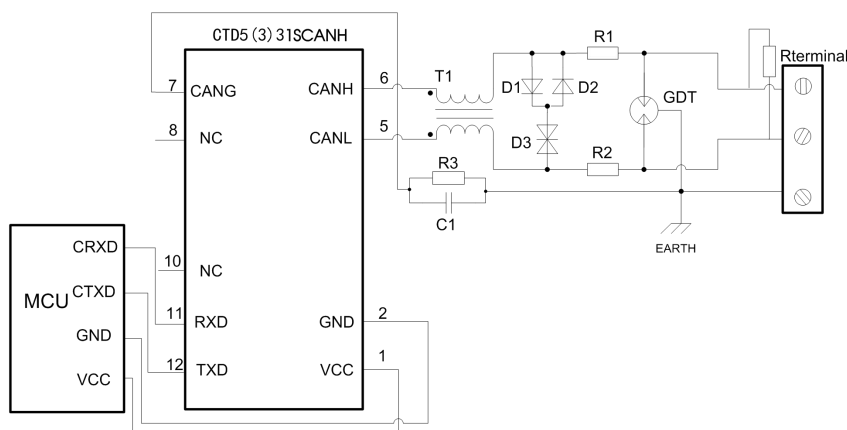 CTD5(3)31SCANH
T1
R1
Rterminal
7
CANG
CANH
6
D1
D2
GDT
8
NC
CANL
5
D3
R2
R3
C1
EARTH
MCU
CRXD
CTXD
GND
VCC
10
NC
11
RXD
GND
2
12
TXD
VCC
1